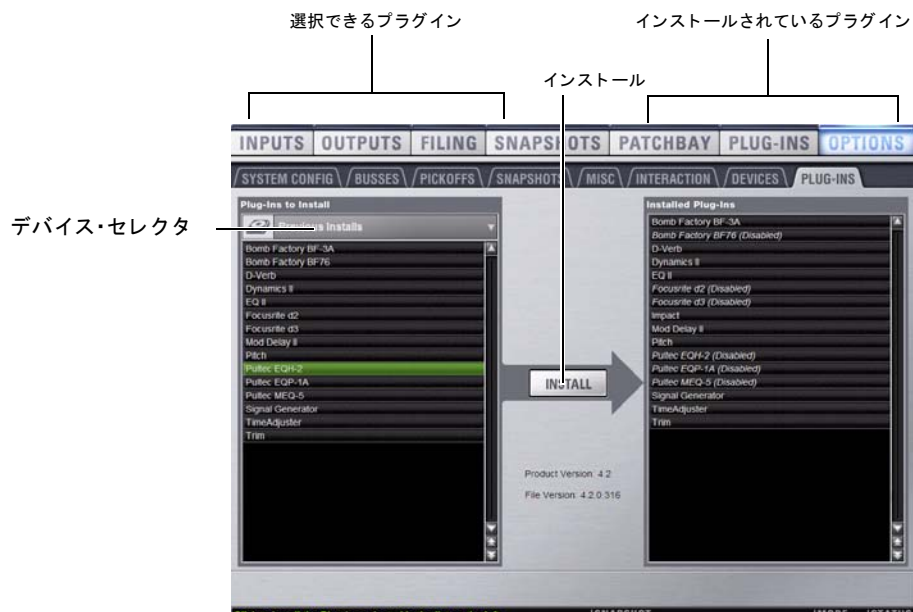 選択できるプラグイン
インストールされているプラグイン
インストール
デバイス・セレクタ
INPUTS OUTPUTS FILING SNAPSHOTS PATCHBAY PLUG-INS OPTIONS
SYSTEM CONFIG BUSSES PICKOFFS SNAPSHOTS MISC INTERACTION DEVICES PLUG-INS
Plug-Ins to Install
Previous Installs
Bomb Factory BF-3A
Bomb Factory BF76
D-Verb
Dynamics II
EQ II
Focusrite d2
Focusrite d3
Mod Delay II
Pitch
Pultec EQH-2
Pultec EQP-1A
Pultec MEQ-5
Signal Generator
TimeAdjuster
Trim
INSTALL
Product Version: 4.2
File Version: 4.2.0.316
Installed Plug-Ins
Bomb Factory BF-3A
Bomb Factory BF76 (Disabled)
D-Verb
Dynamics II
EQ II
Focusrite d2 (Disabled)
Focusrite d3 (Disabled)
Impact
Mod Delay II
Pitch
Pultec EQH-2 (Disabled)
Pultec EQP-1A (Disabled)
Pultec MEQ-5 (Disabled)
Signal Generator
TimeAdjuster
Trim